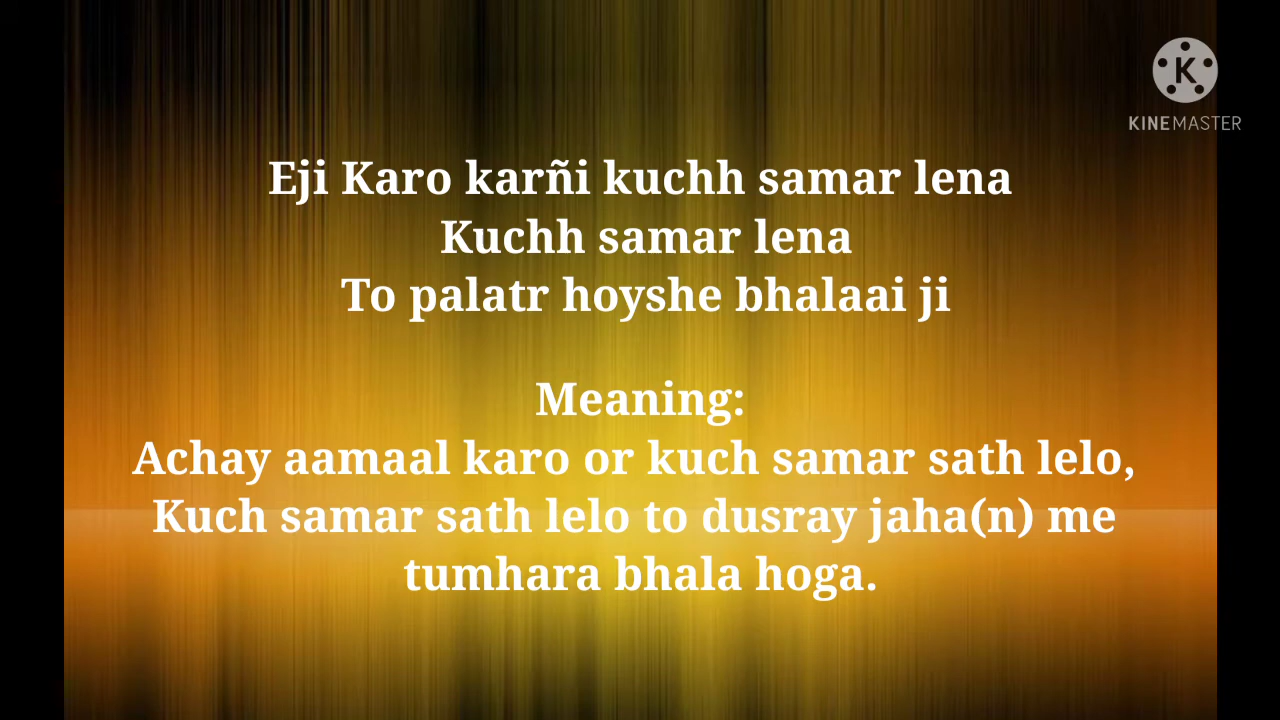 KINEMASTER
Eji Karo karñi kuchh samar lena
Kuchh samar lena
To palatr hoyshe bhalaai ji
Meaning:
Achay aamaal karo or kuch samar sath lelo,
Kuch samar sath lelo to dusray jaha(n) me
tumhara bhala hoga.